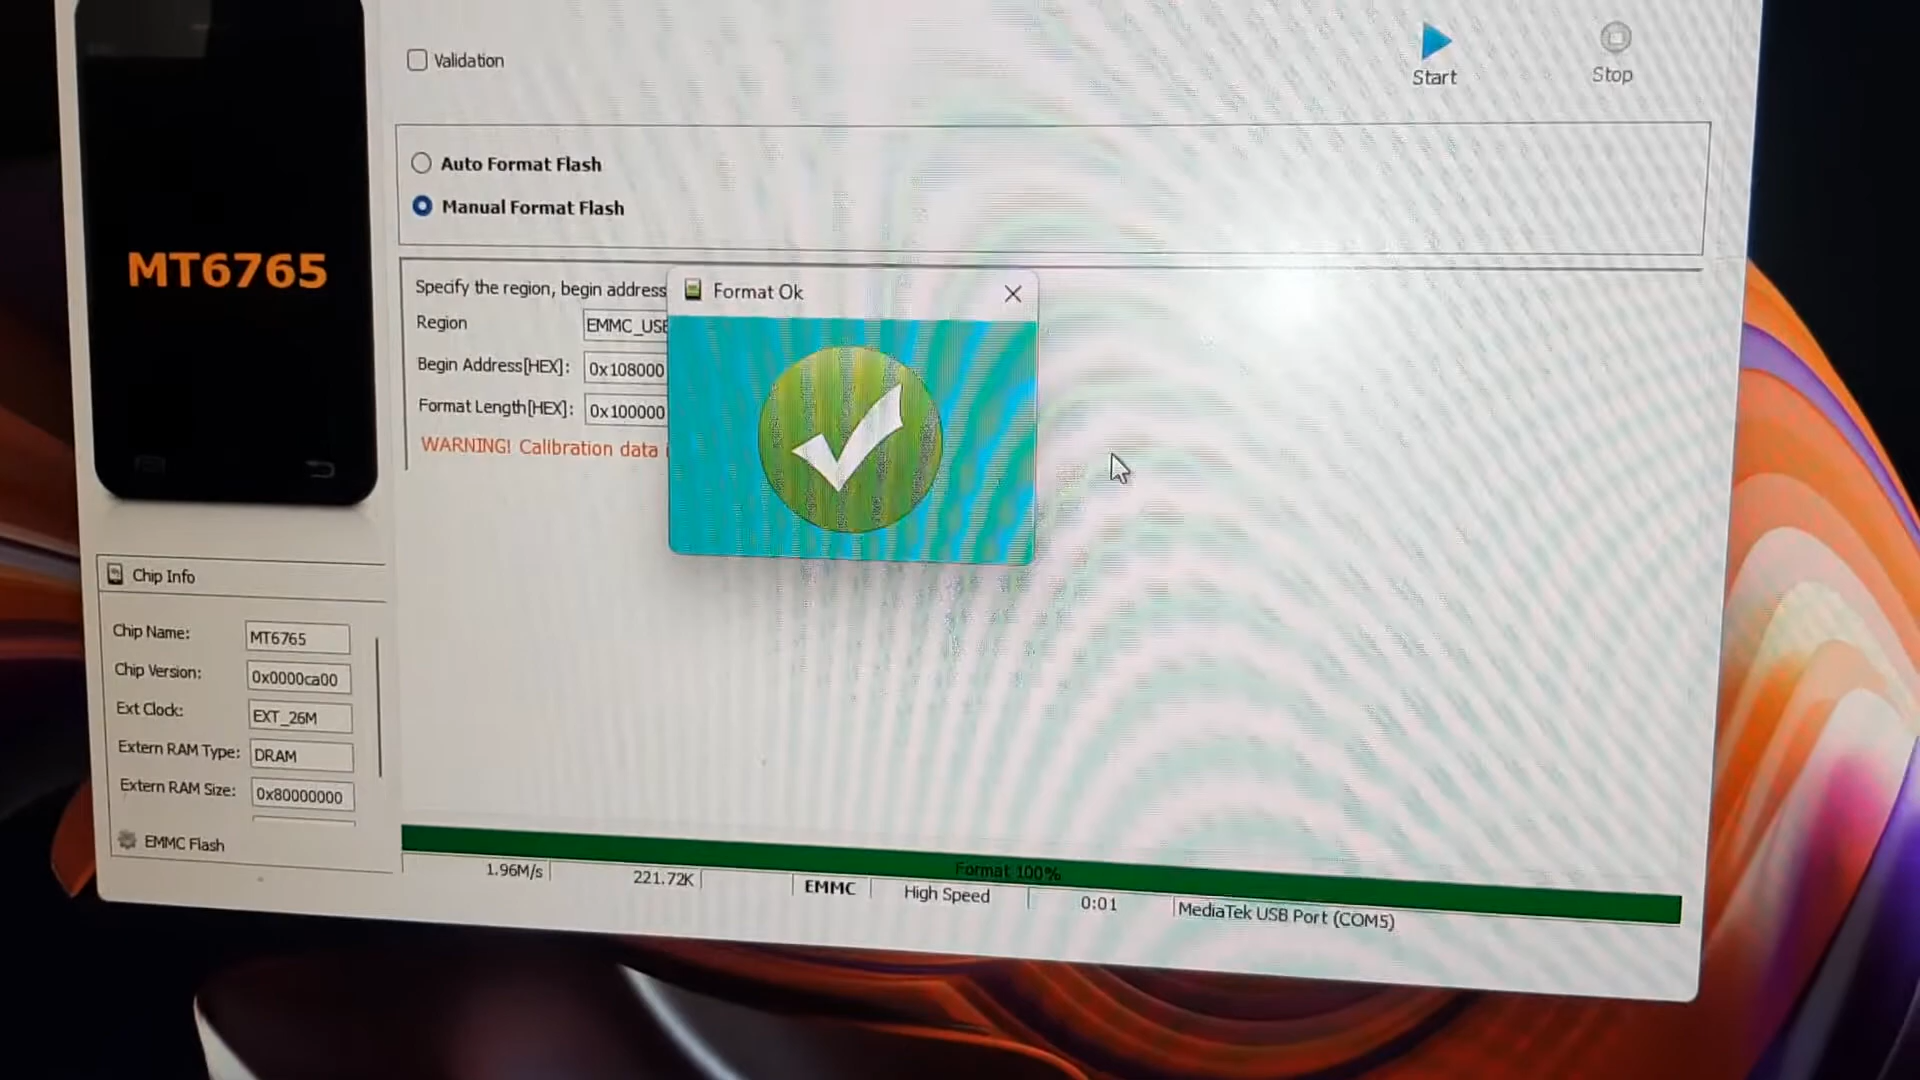 Validation
Start
Stop
Auto Format Flash
Manual Format Flash
MT6765
Specify the region, begin address
Region
Begin Address[HEX]: 0x108000
Format Length[HEX]: 0x100000
WARNING! Calibration data
Format Ok
Chip Info
Chip Name: MT6765
Chip Version: 0x0000ca00
Ext Clock: EXT_26M
Extern RAM Type: DRAM
Extern RAM Size: 0x80000000
EMMC Flash
Format 100%
1.96M/s 221.72K EMMC High Speed 0:01 MediaTek USB Port (COM5)